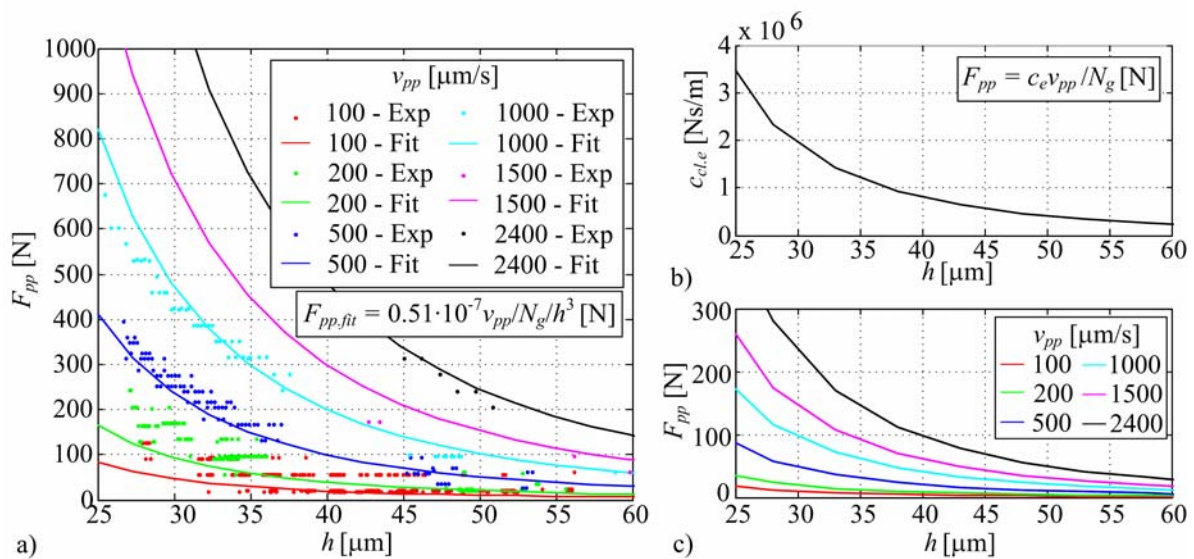 1000
900
800
700
600
500
400
300
200
100
0
F_pp [N]
25 30 35 40 45 50 55 60
h [µm]
a)
v_pp [µm/s]
100 - Exp 1000 - Exp
100 - Fit 1000 - Fit
200 - Exp 1500 - Exp
200 - Fit 1500 - Fit
500 - Exp 2400 - Exp
500 - Fit 2400 - Fit
F_pp.fit = 0.51·10^-7 v_pp/N_g/h^3 [N]
x 10^6
4
3
2
1
0
c_cl.e [Ns/m]
F_pp = c_e v_pp /N_g [N]
25 30 35 40 45 50 55 60
h [µm]
b)
300
200
100
0
F_pp [N]
v_pp [µm/s]
100 1000
200 1500
500 2400
25 30 35 40 45 50 55 60
h [µm]
c)